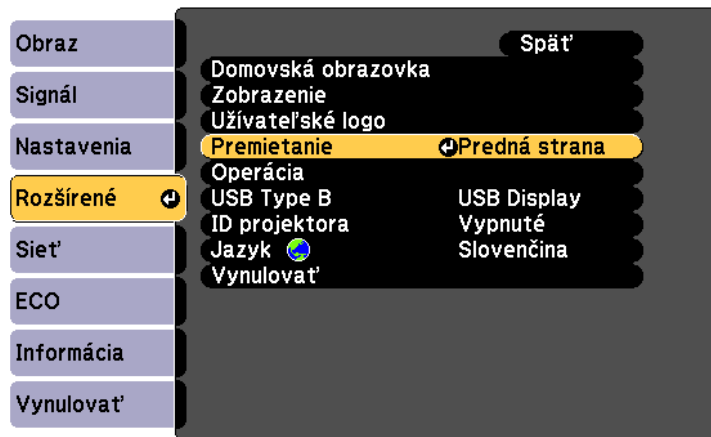 Obraz
Signál
Nastavenia
Rozšírené
Sieť
ECO
Informácia
Vynulovať
Späť
Domovská obrazovka
Zobrazenie
Užívateľské logo
Premietanie Predná strana
Operácia
USB Type B USB Display
ID projektora Vypnuté
Jazyk Slovenčina
Vynulovať